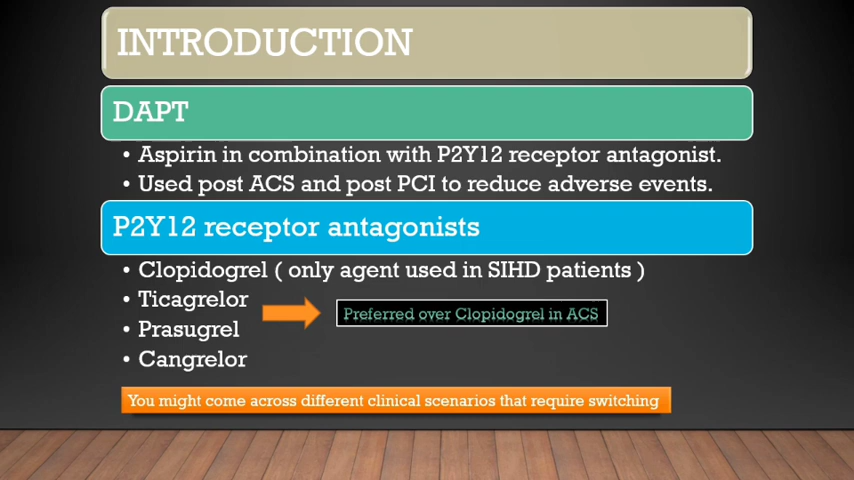 INTRODUCTION
DAPT
• Aspirin in combination with P2Y12 receptor antagonist.
• Used post ACS and post PCI to reduce adverse events.
P2Y12 receptor antagonists
• Clopidogrel ( only agent used in SIHD patients )
• Ticagrelor
Preferred over Clopidogrel in ACS
• Prasugrel
• Cangrelor
You might come across different clinical scenarios that require switching